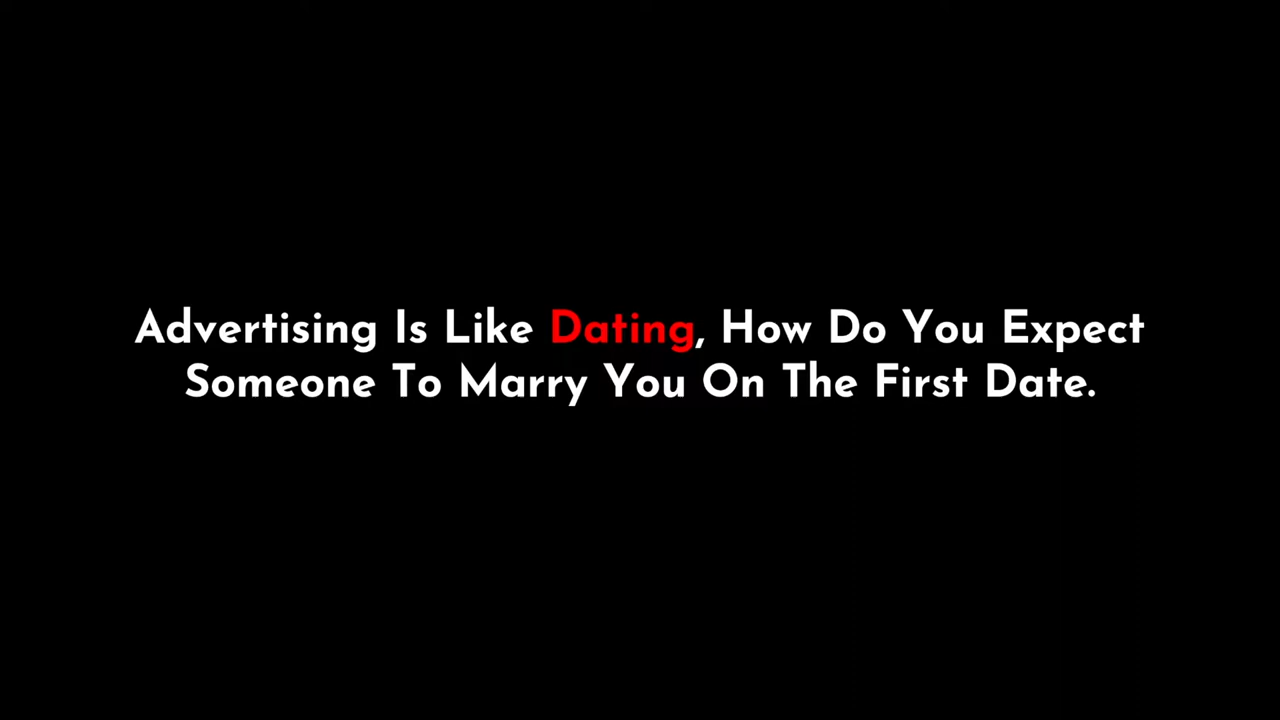 Advertising Is Like Dating, How Do You Expect
Someone To Marry You On The First Date.